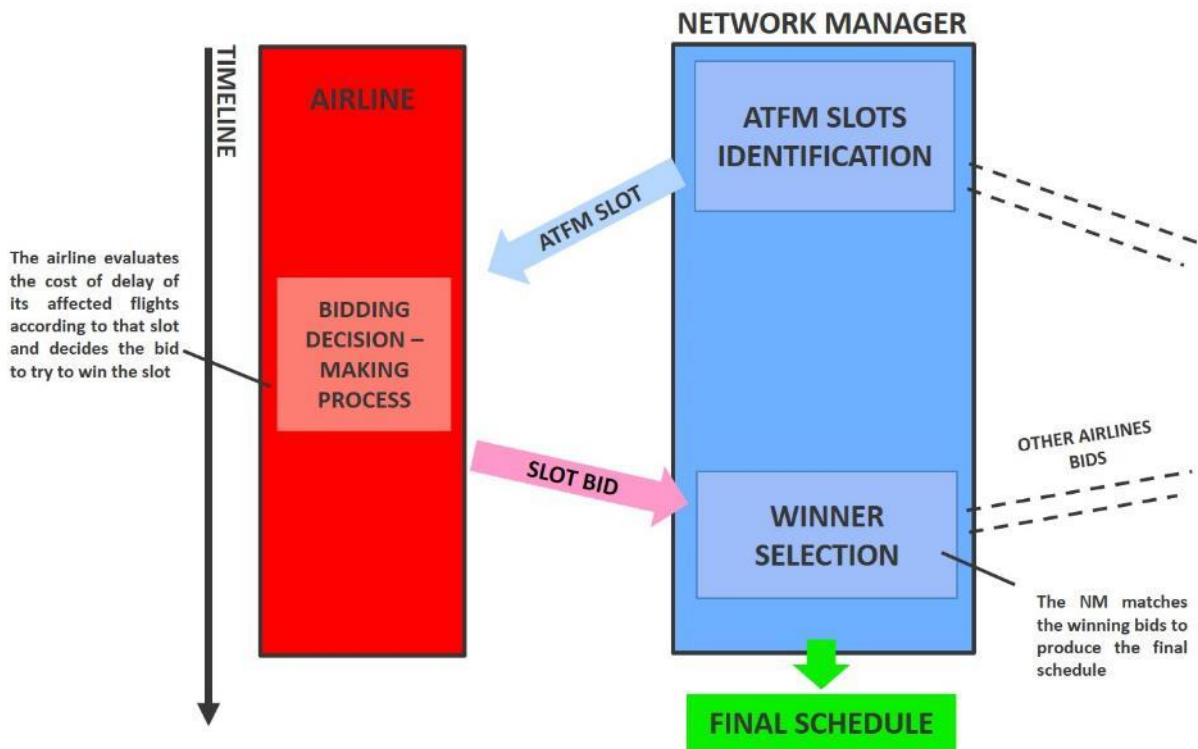 NETWORK MANAGER
TIMELINE
AIRLINE
ATFM SLOTS
IDENTIFICATION
ATFM SLOT
The airline evaluates
the cost of delay of
its affected flights
according to that slot
and decides the bid
to try to win the slot
BIDDING
DECISION –
MAKING
PROCESS
SLOT BID
OTHER AIRLINES
BIDS
WINNER
SELECTION
The NM matches
the winning bids to
produce the final
schedule
FINAL SCHEDULE